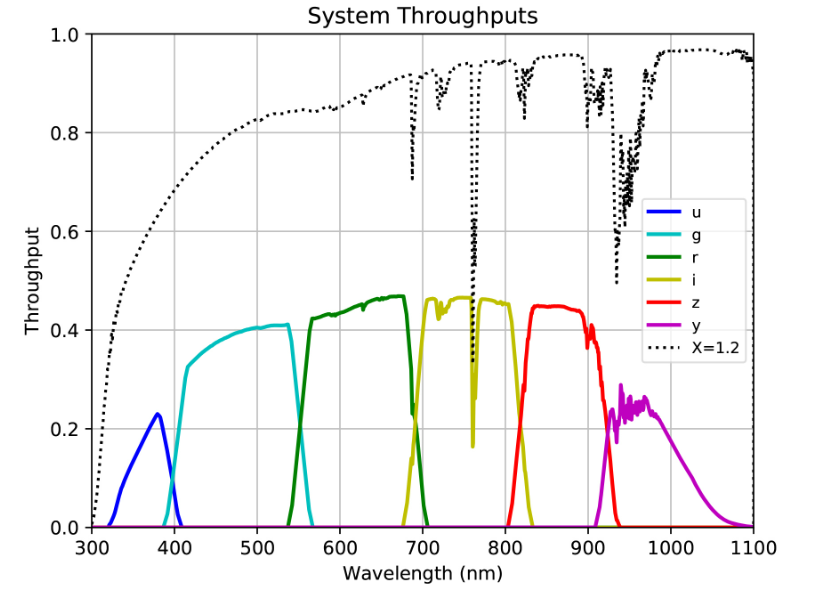 System Throughputs
1.0
0.8
0.6
0.4
0.2
0.0
Throughput
u
g
r
i
z
y
X=1.2
300 400 500 600 700 800 900 1000 1100
Wavelength (nm)